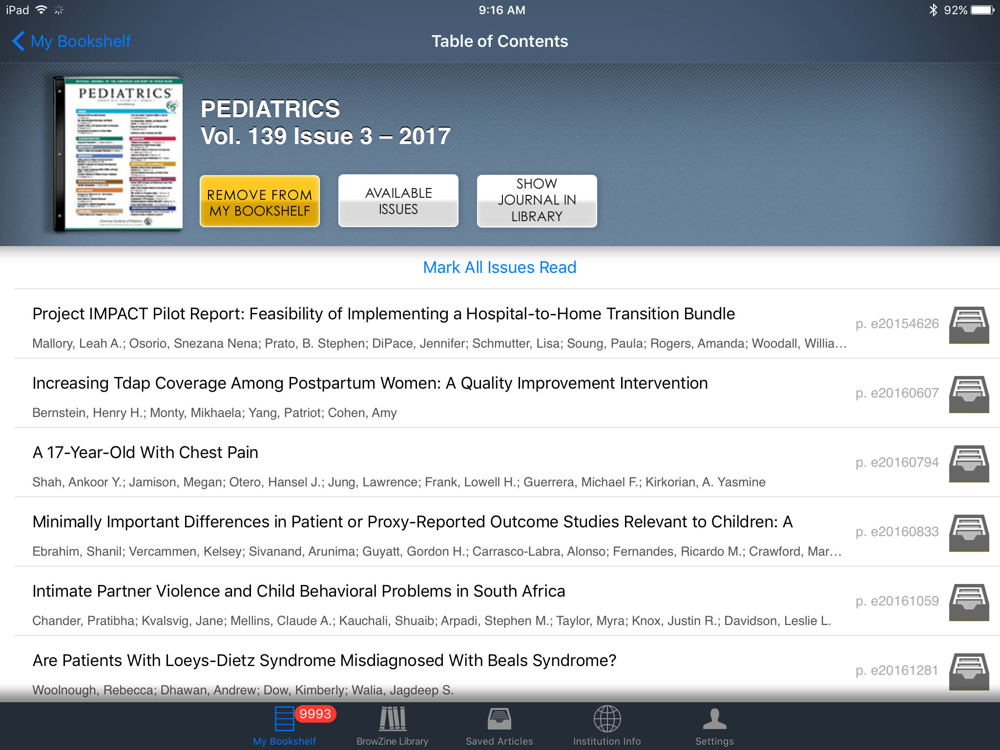 iPad
9:16 AM
92%
My Bookshelf
Table of Contents
PEDIATRICS
PEDIATRICS
Vol. 139 Issue 3 – 2017
REMOVE FROM
MY BOOKSHELF
AVAILABLE
ISSUES
SHOW
JOURNAL IN
LIBRARY
Mark All Issues Read
Project IMPACT Pilot Report: Feasibility of Implementing a Hospital-to-Home Transition Bundle
p. e20154626
Mallory, Leah A.; Osorio, Snezana Nena; Prato, B. Stephen; DiPace, Jennifer; Schmutter, Lisa; Soung, Paula; Rogers, Amanda; Woodall, Willia…
Increasing Tdap Coverage Among Postpartum Women: A Quality Improvement Intervention
p. e20160607
Bernstein, Henry H.; Monty, Mikhaela; Yang, Patriot; Cohen, Amy
A 17-Year-Old With Chest Pain
p. e20160794
Shah, Ankoor Y.; Jamison, Megan; Otero, Hansel J.; Jung, Lawrence; Frank, Lowell H.; Guerrera, Michael F.; Kirkorian, A. Yasmine
Minimally Important Differences in Patient or Proxy-Reported Outcome Studies Relevant to Children: A
p. e20160833
Ebrahim, Shanil; Vercammen, Kelsey; Sivanand, Arunima; Guyatt, Gordon H.; Carrasco-Labra, Alonso; Fernandes, Ricardo M.; Crawford, Mar…
Intimate Partner Violence and Child Behavioral Problems in South Africa
p. e20161059
Chander, Pratibha; Kvalsvig, Jane; Mellins, Claude A.; Kauchali, Shuaib; Arpadi, Stephen M.; Taylor, Myra; Knox, Justin R.; Davidson, Leslie L.
Are Patients With Loeys-Dietz Syndrome Misdiagnosed With Beals Syndrome?
p. e20161281
Woolnough, Rebecca; Dhawan, Andrew; Dow, Kimberly; Walia, Jagdeep S.
9993
My Bookshelf
BrowZine Library
Saved Articles
Institution Info
Settings